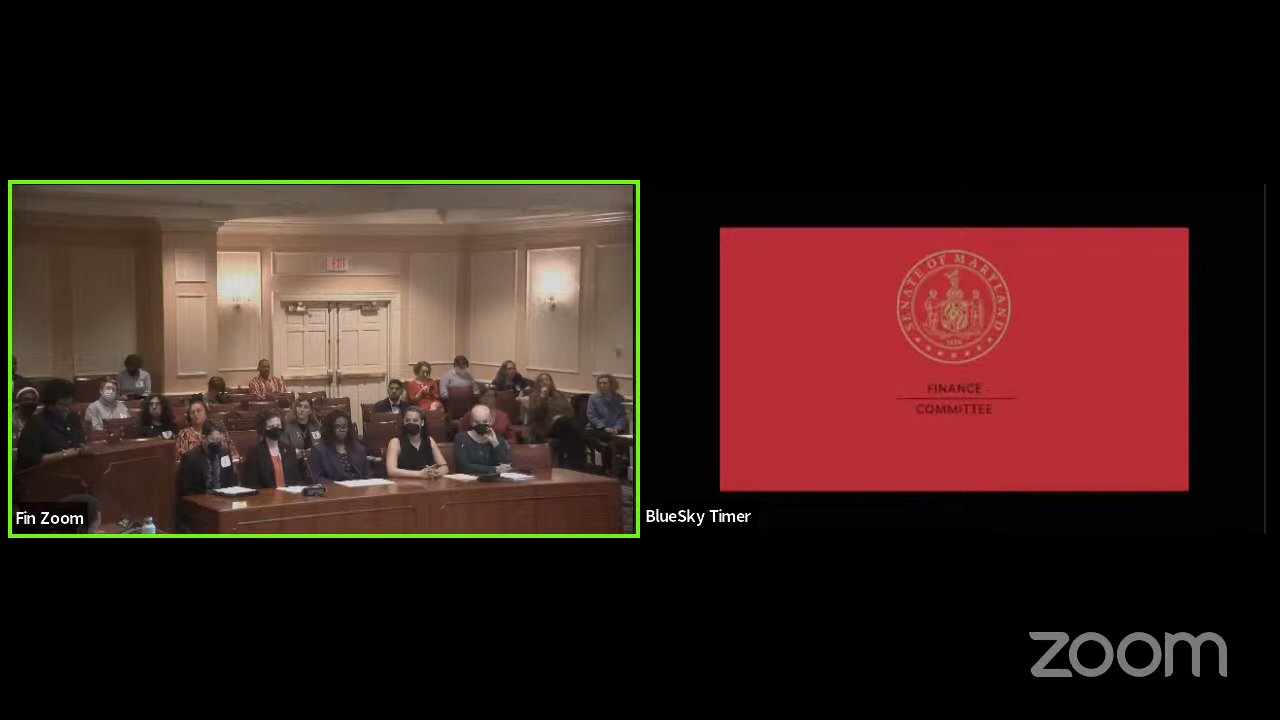 EXIT
Fin Zoom
SENATE OF MARYLAND
FINANCE
COMMITTEE
BlueSky Timer
zoom